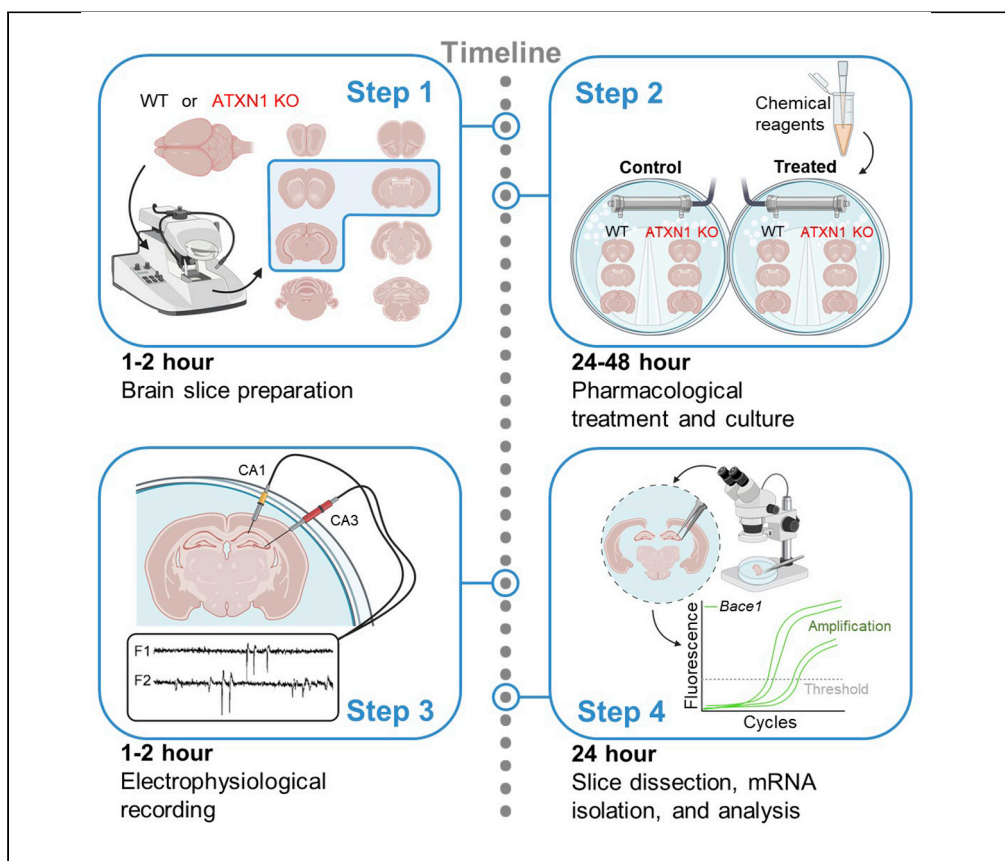 Timeline
Step 1
WT or ATXN1 KO
1-2 hour
Brain slice preparation
Step 2
Chemical
reagents
Control
Treated
WT ATXN1 KO
WT ATXN1 KO
24-48 hour
Pharmacological
treatment and culture
CA1
CA3
F1
F2
Step 3
1-2 hour
Electrophysiological
recording
Bace1
Amplification
Threshold
Fluorescence
Cycles
Step 4
24 hour
Slice dissection, mRNA
isolation, and analysis